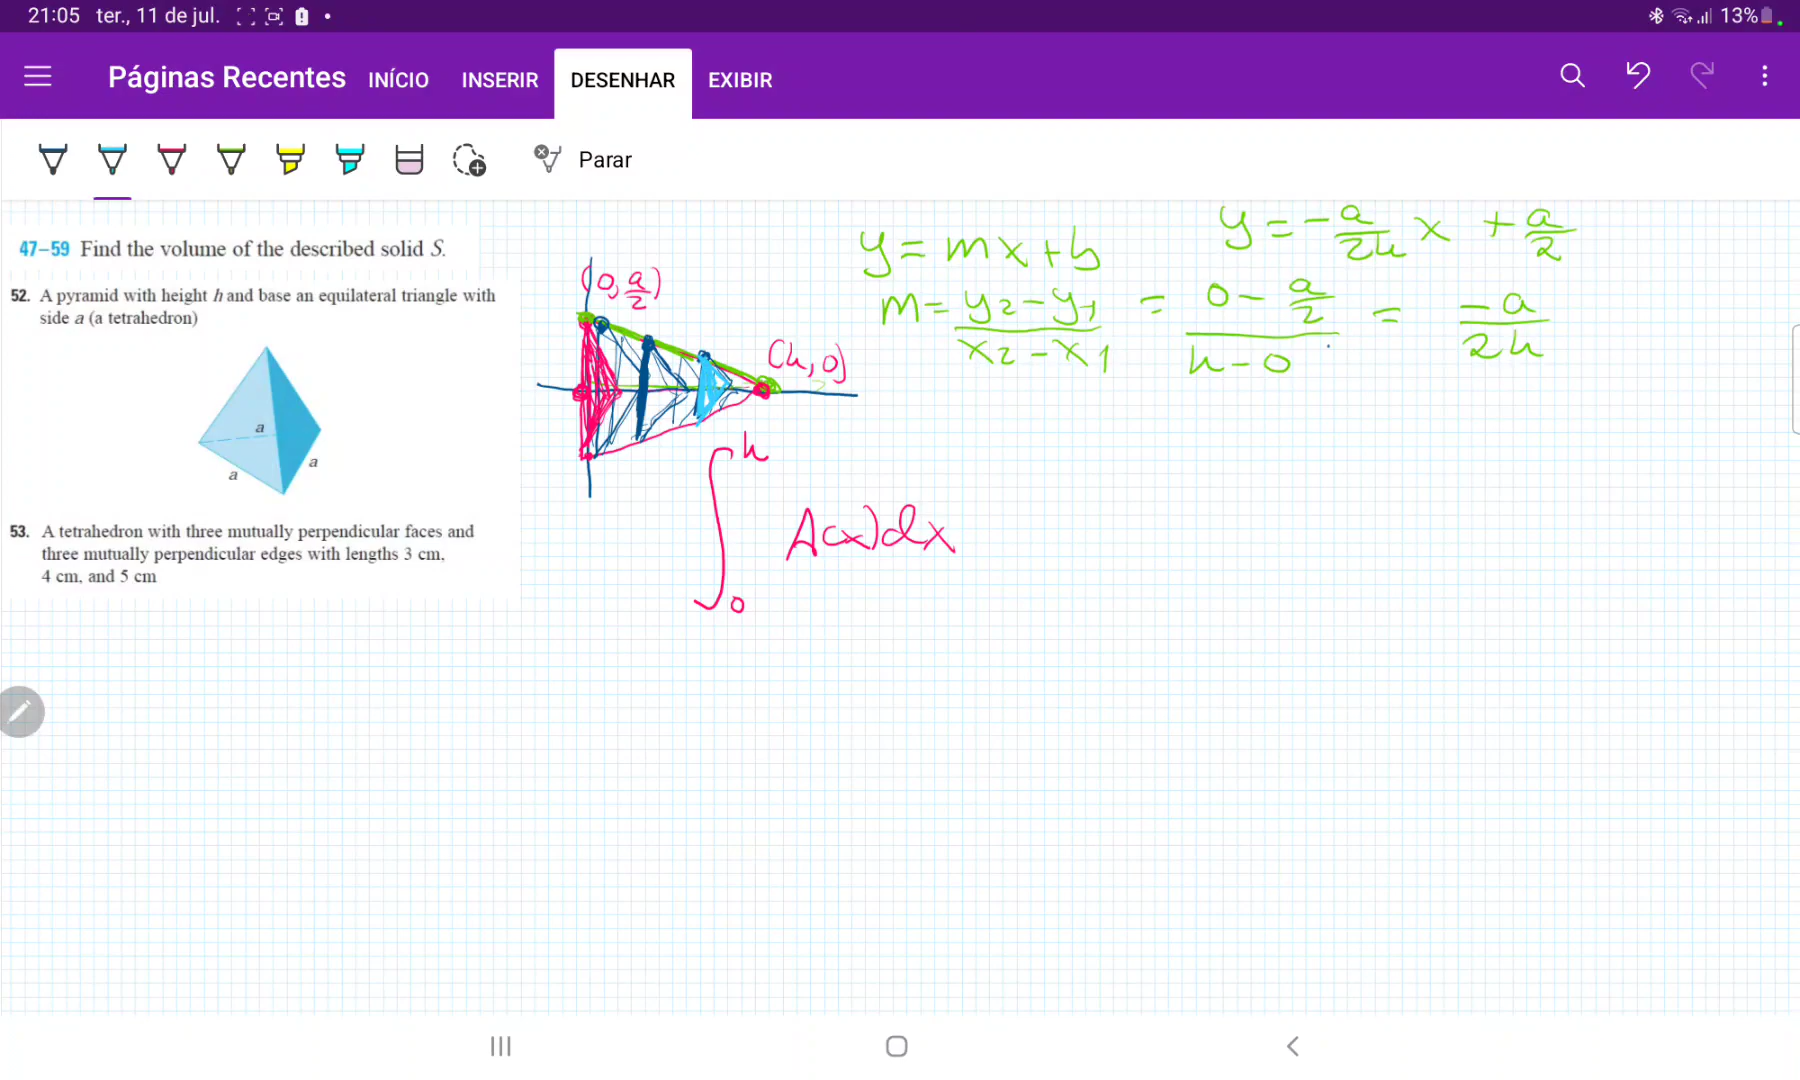 21:05 ter., 11 de jul.
13%
Páginas Recentes INÍCIO INSERIR DESENHAR EXIBIR
Parar
47–59 Find the volume of the described solid S.
52. A pyramid with height h and base an equilateral triangle with
side a (a tetrahedron)
a
a
a
53. A tetrahedron with three mutually perpendicular faces and
three mutually perpendicular edges with lengths 3 cm,
4 cm, and 5 cm
(0, a/2)
(h, 0)
y = mx + b
y = -a/2h x + a/2
m = y2 - y1 / x2 - x1 = 0 - a/2 / h - 0 = -a / 2h
∫ h 0 A(x) dx